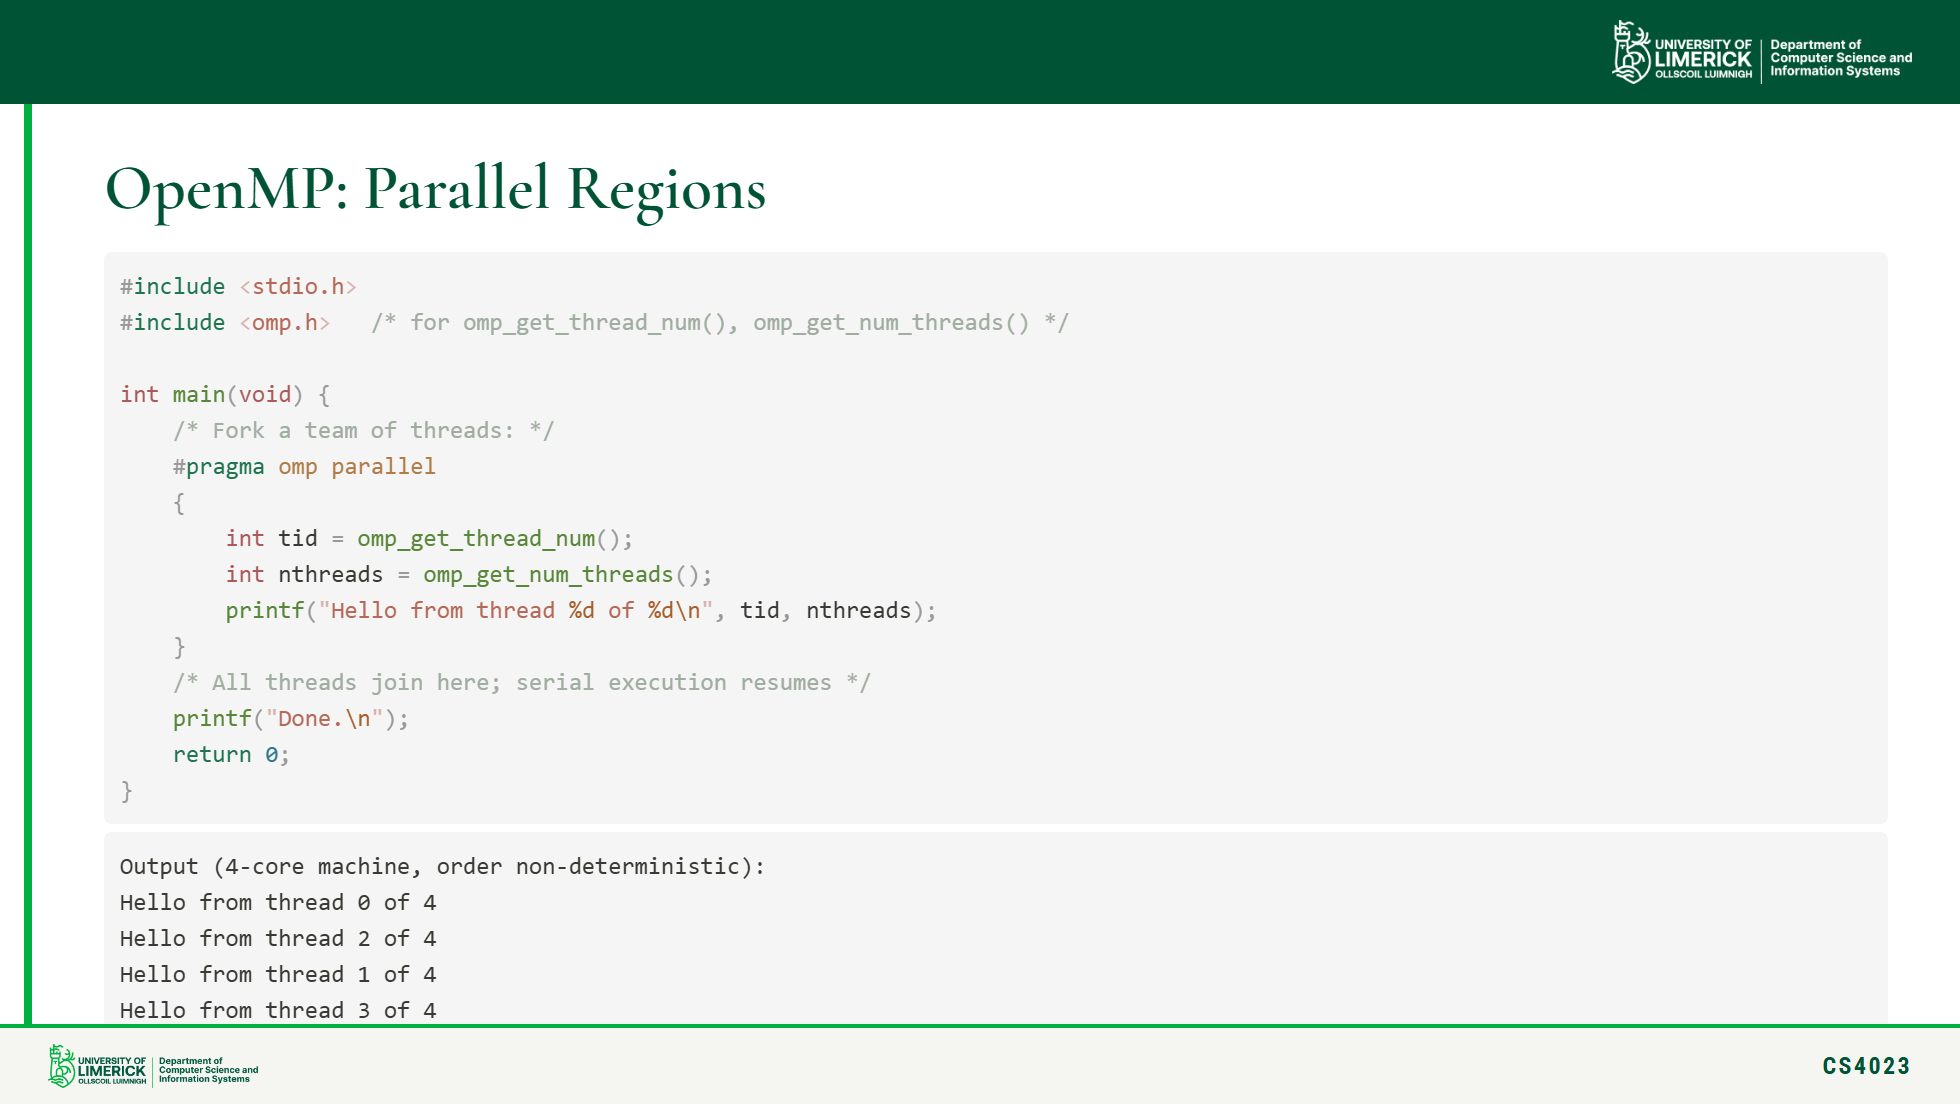 UNIVERSITY OF
LIMERICK
OLLSCOIL LUIMNIGH
Department of
Computer Science and
Information Systems
OpenMP: Parallel Regions
#include <stdio.h>
#include <omp.h>   /* for omp_get_thread_num(), omp_get_num_threads() */
int main(void) {
    /* Fork a team of threads: */
    #pragma omp parallel
    {
        int tid = omp_get_thread_num();
        int nthreads = omp_get_num_threads();
        printf("Hello from thread %d of %d\n", tid, nthreads);
    }
    /* All threads join here; serial execution resumes */
    printf("Done.\n");
    return 0;
}
Output (4-core machine, order non-deterministic):
Hello from thread 0 of 4
Hello from thread 2 of 4
Hello from thread 1 of 4
Hello from thread 3 of 4
UNIVERSITY OF
LIMERICK
OLLSCOIL LUIMNIGH
Department of
Computer Science and
Information Systems
CS4023